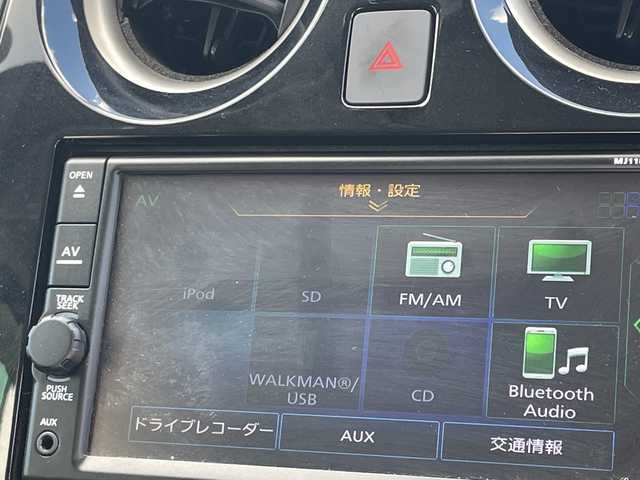 OPEN
MJ11
AV
情報・設定
AV
iPod
SD
FM/AM
TV
TRACK
SEEK
WALKMAN®/
USB
CD
Bluetooth
Audio
PUSH
SOURCE
AUX
ドライブレコーダー
AUX
交通情報